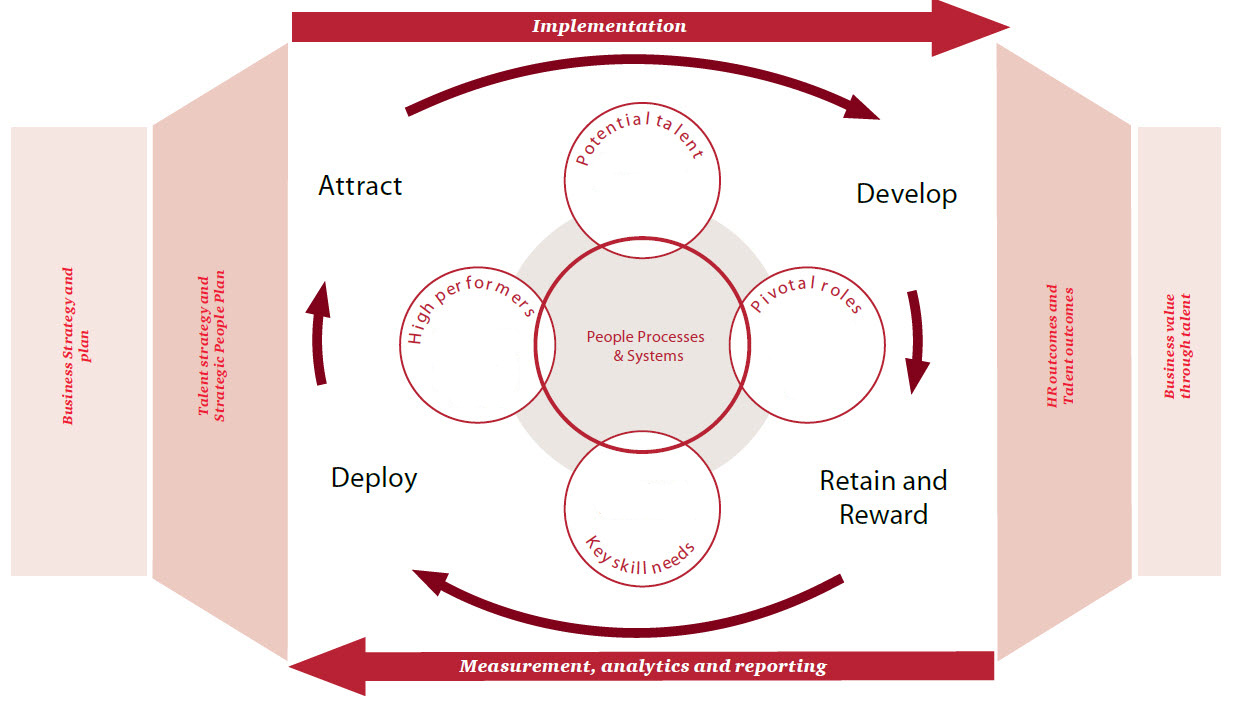 Implementation
Potential talent
Attract
Develop
Business Strategy and
plan
Talent strategy and
Strategic People Plan
High performers
People Processes
& Systems
Pivotal roles
HR outcomes and
Talent outcomes
Business value
through talent
Deploy
Retain and
Reward
Key skill needs
Measurement, analytics and reporting